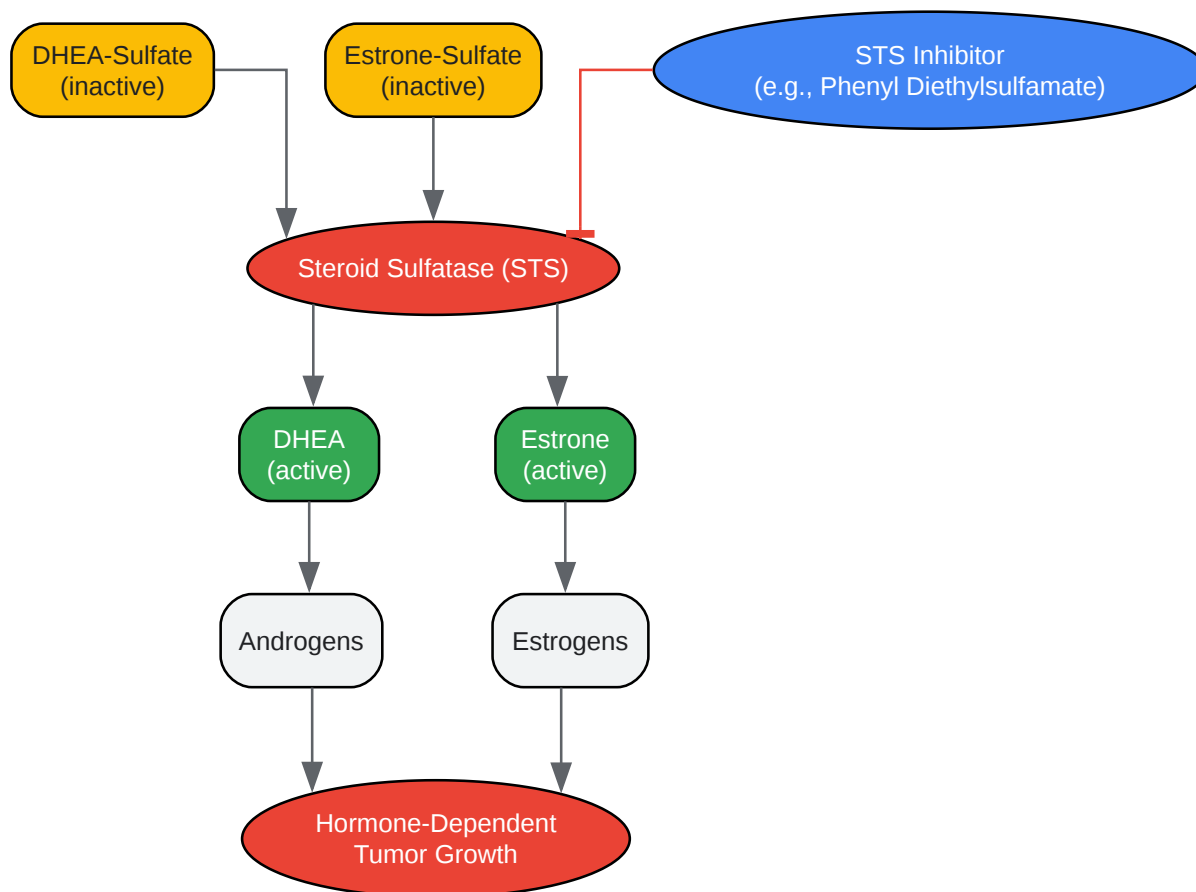 DHEA-Sulfate
(inactive)
Estrone-Sulfate
(inactive)
STS Inhibitor
(e.g., Phenyl Diethylsulfamate)
Steroid Sulfatase (STS)
DHEA
(active)
Estrone
(active)
Androgens
Estrogens
Hormone-Dependent
Tumor Growth